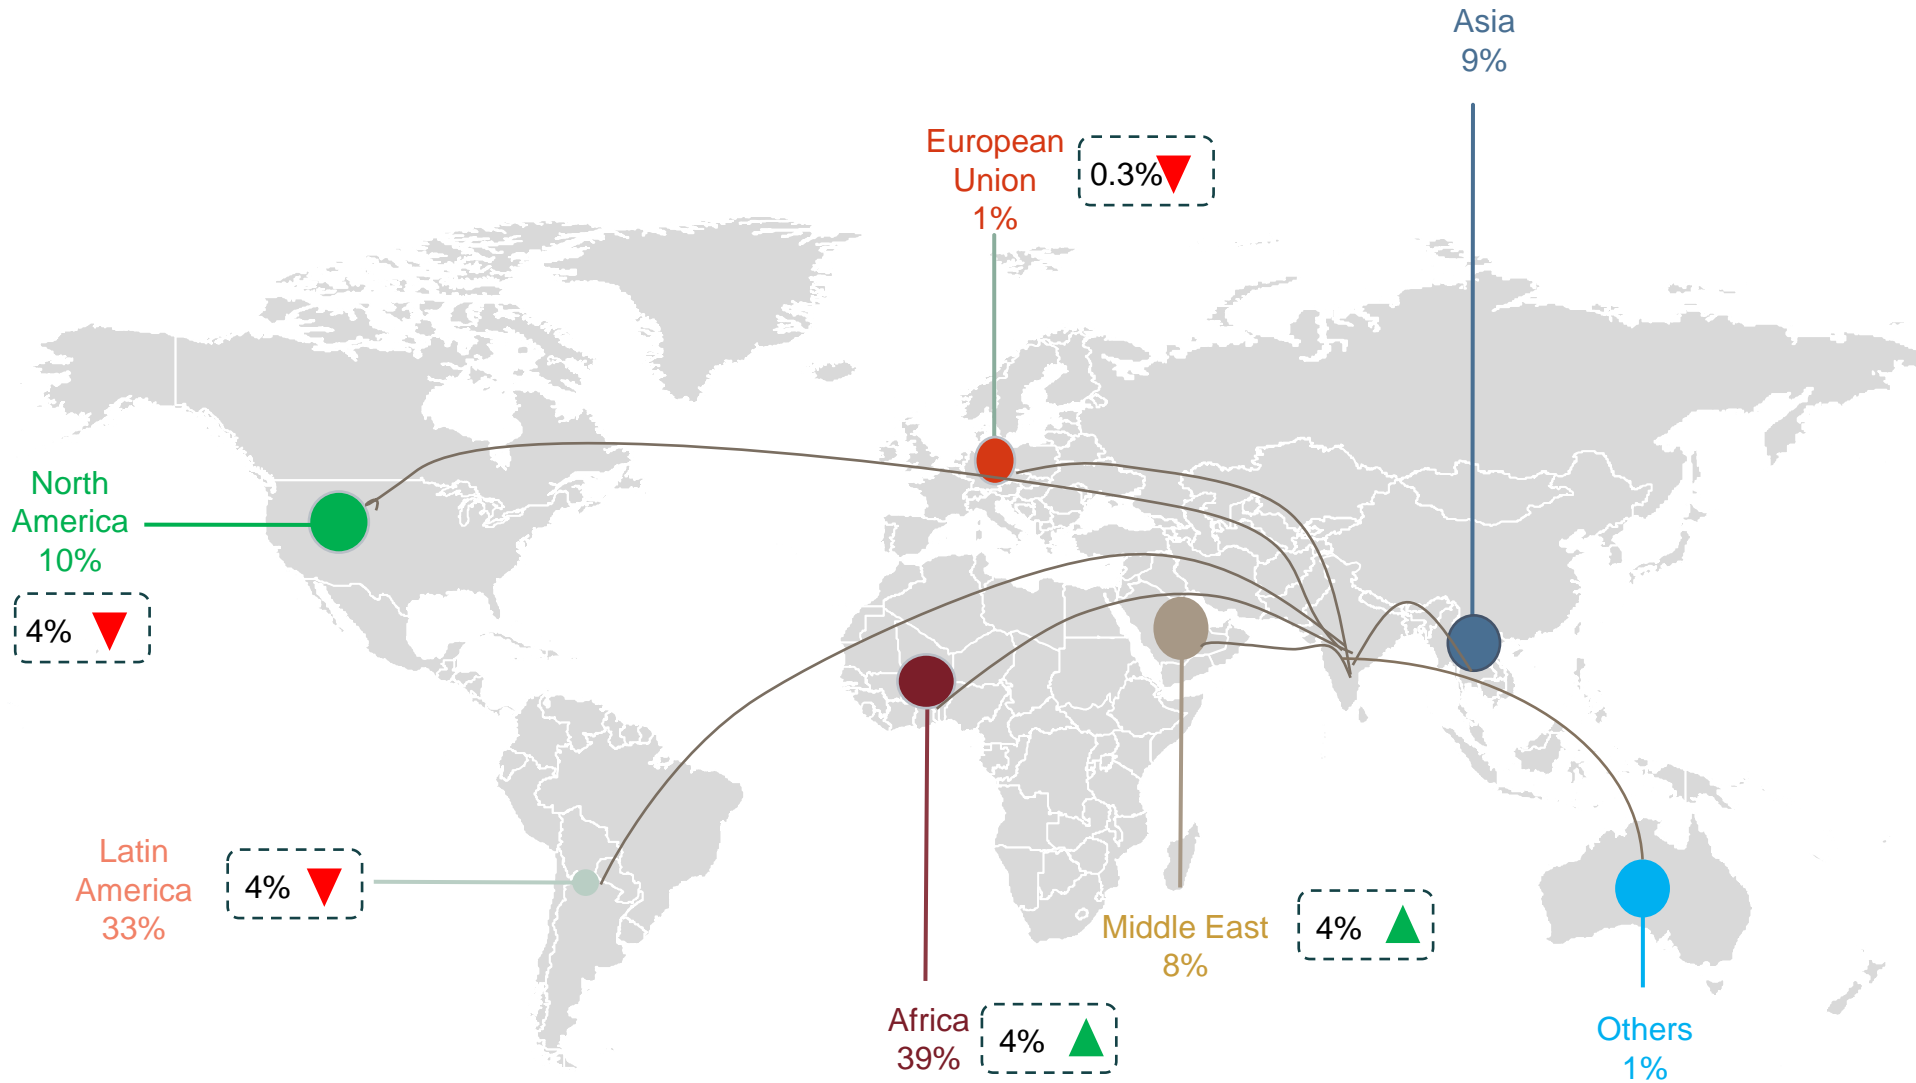 Asia
9%
European
Union
1%
0.3%
North
America
10%
4%
Latin
America
33%
4%
Middle East
8%
4%
Africa
39%
4%
Others
1%